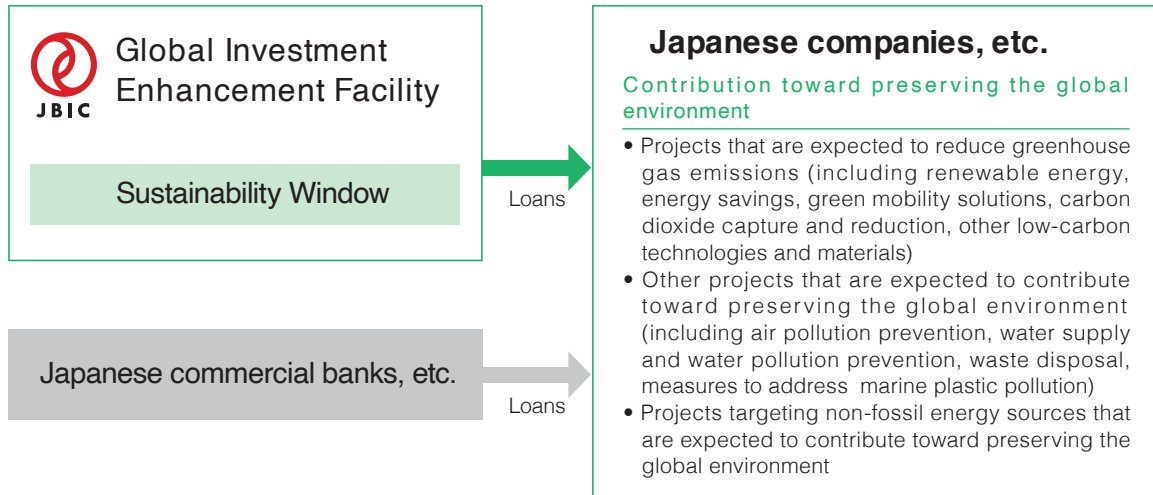 JBIC
Global Investment
Enhancement Facility
Sustainability Window
Loans
Japanese commercial banks, etc.
Loans
Japanese companies, etc.
Contribution toward preserving the global
environment
• Projects that are expected to reduce greenhouse
gas emissions (including renewable energy,
energy savings, green mobility solutions, carbon
dioxide capture and reduction, other low-carbon
technologies and materials)
• Other projects that are expected to contribute
toward preserving the global environment
(including air pollution prevention, water supply
and water pollution prevention, waste disposal,
measures to address marine plastic pollution)
• Projects targeting non-fossil energy sources that
are expected to contribute toward preserving the
global environment